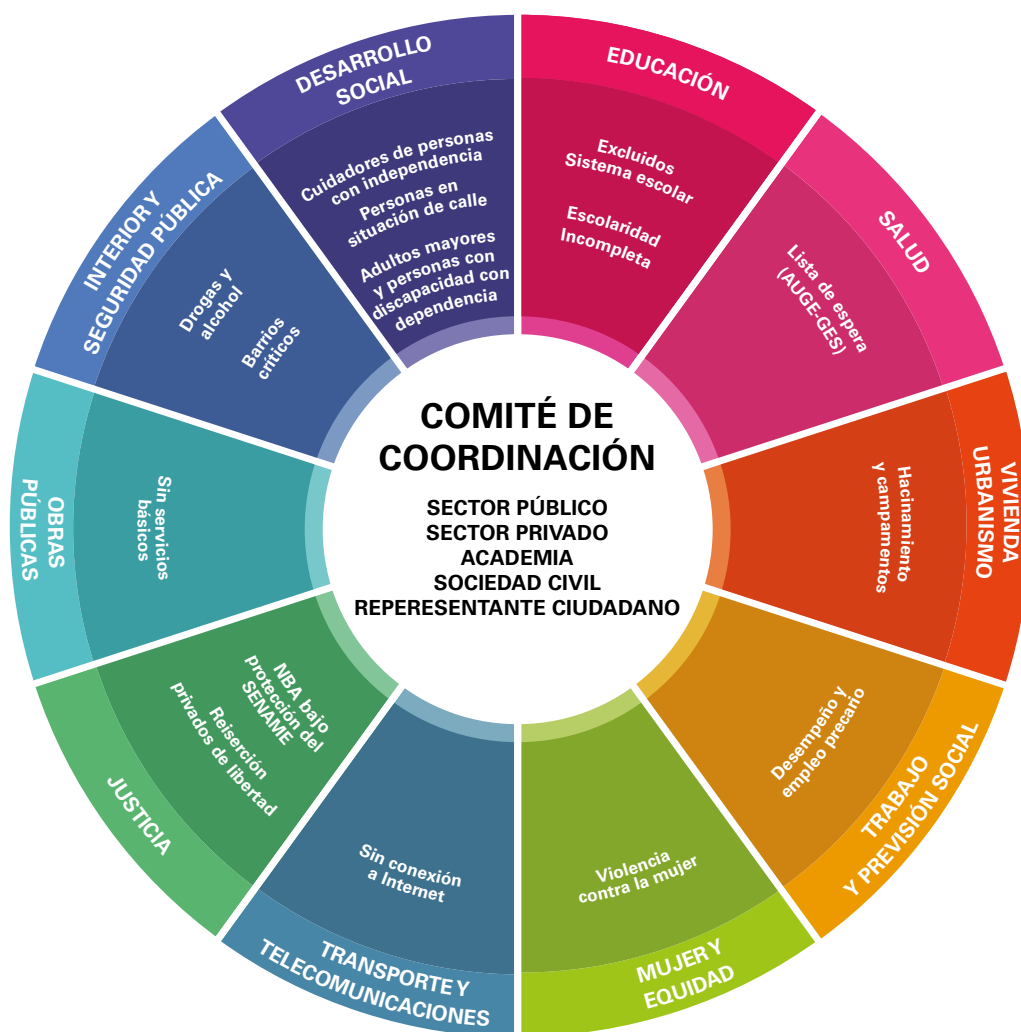 COMITÉ DE
COORDINACIÓN
SECTOR PÚBLICO
SECTOR PRIVADO
ACADEMIA
SOCIEDAD CIVIL
REPERESENTANTE CIUDADANO
EDUCACIÓN
Excluidos
Sistema escolar
Escolaridad
Incompleta
SALUD
Lista de espera
(AUGE-GES)
VIVIENDA
URBANISMO
Hacinamiento
y campamentos
TRABAJO
Y PREVISIÓN SOCIAL
Desempeño y
empleo precario
MUJER Y
EQUIDAD
Violencia
contra la mujer
TRANSPORTE Y
TELECOMUNICACIONES
Sin conexión
a Internet
JUSTICIA
NBA bajo
protección del
SENAME
Reiserción
privados de libertad
OBRAS
PÚBLICAS
Sin servicios
básicos
INTERIOR Y
SEGURIDAD PÚBLICA
Drogas y
alcohol
Barrios
críticos
DESARROLLO
SOCIAL
Cuidadores de personas
con independencia
Personas en
situación de calle
Adultos mayores
y personas con
discapacidad con
dependencia